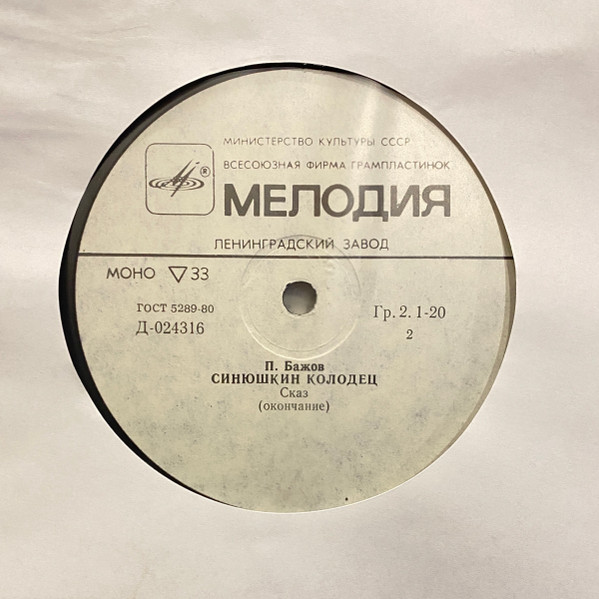 МИНИСТЕРСТВО КУЛЬТУРЫ СССР
ВСЕСОЮЗНАЯ ФИРМА ГРАМПЛАСТИНОК
®
МЕЛОДИЯ
ЛЕНИНГРАДСКИЙ ЗАВОД
МОНО ▽ 33
ГОСТ 5289-80
Д-024316
Гр. 2. 1-20
2
П. Бажов
СИНЮШКИН КОЛОДЕЦ
Сказ
(окончание)